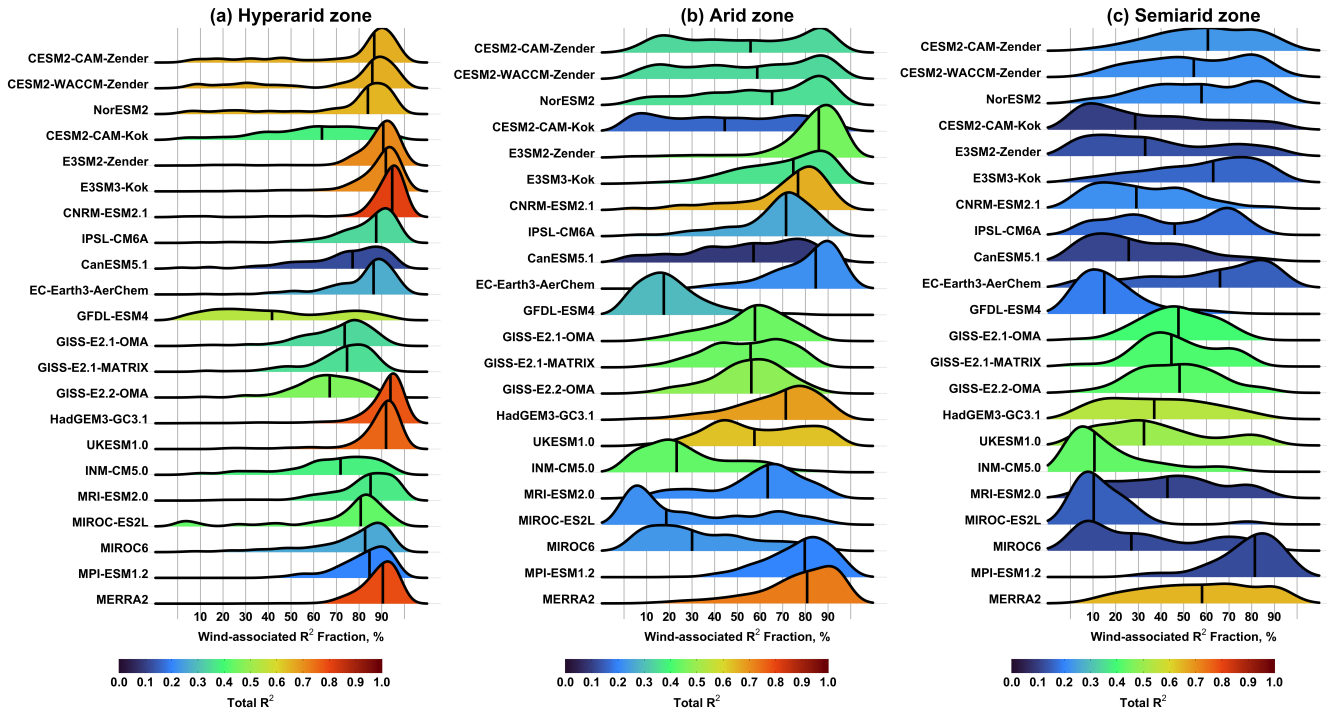 (a) Hyperarid zone
CESM2-CAM-Zender
CESM2-WACCM-Zender
NorESM2
CESM2-CAM-Kok
E3SM2-Zender
E3SM3-Kok
CNRM-ESM2.1
IPSL-CM6A
CanESM5.1
EC-Earth3-AerChem
GFDL-ESM4
GISS-E2.1-OMA
GISS-E2.1-MATRIX
GISS-E2.2-OMA
HadGEM3-GC3.1
UKESM1.0
INM-CM5.0
MRI-ESM2.0
MIROC-ES2L
MIROC6
MPI-ESM1.2
MERRA2
10 20 30 40 50 60 70 80 90
Wind-associated R² Fraction, %
0.0 0.1 0.2 0.3 0.4 0.5 0.6 0.7 0.8 0.9 1.0
Total R²
(b) Arid zone
CESM2-CAM-Zender
CESM2-WACCM-Zender
NorESM2
CESM2-CAM-Kok
E3SM2-Zender
E3SM3-Kok
CNRM-ESM2.1
IPSL-CM6A
CanESM5.1
EC-Earth3-AerChem
GFDL-ESM4
GISS-E2.1-OMA
GISS-E2.1-MATRIX
GISS-E2.2-OMA
HadGEM3-GC3.1
UKESM1.0
INM-CM5.0
MRI-ESM2.0
MIROC-ES2L
MIROC6
MPI-ESM1.2
MERRA2
10 20 30 40 50 60 70 80 90
Wind-associated R² Fraction, %
0.0 0.1 0.2 0.3 0.4 0.5 0.6 0.7 0.8 0.9 1.0
Total R²
(c) Semiarid zone
CESM2-CAM-Zender
CESM2-WACCM-Zender
NorESM2
CESM2-CAM-Kok
E3SM2-Zender
E3SM3-Kok
CNRM-ESM2.1
IPSL-CM6A
CanESM5.1
EC-Earth3-AerChem
GFDL-ESM4
GISS-E2.1-OMA
GISS-E2.1-MATRIX
GISS-E2.2-OMA
HadGEM3-GC3.1
UKESM1.0
INM-CM5.0
MRI-ESM2.0
MIROC-ES2L
MIROC6
MPI-ESM1.2
MERRA2
10 20 30 40 50 60 70 80 90
Wind-associated R² Fraction, %
0.0 0.1 0.2 0.3 0.4 0.5 0.6 0.7 0.8 0.9 1.0
Total R²